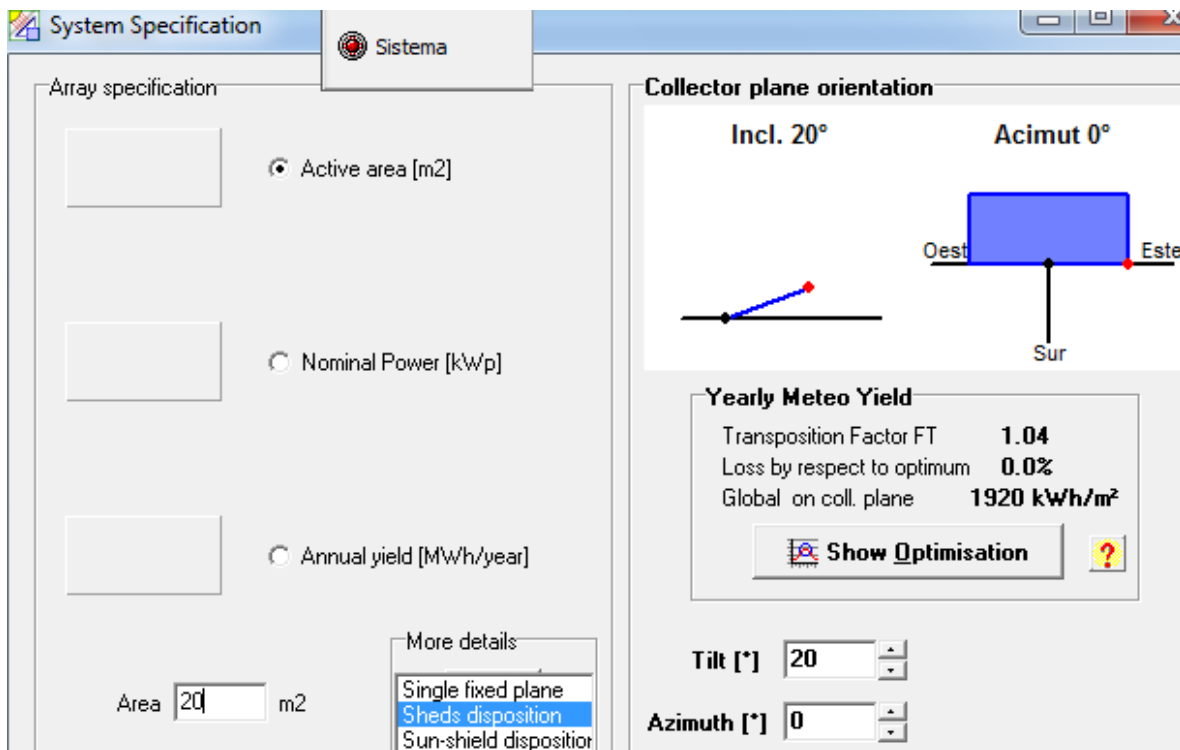 System Specification
Sistema
Array specification
Active area [m2]
Nominal Power [kWp]
Annual yield [MWh/year]
Area 20 m2
More details
Single fixed plane
Sheds disposition
Sun-shield disposition
Collector plane orientation
Incl. 20° Acimut 0°
Oest Este
Sur
Yearly Meteo Yield
Transposition Factor FT 1.04
Loss by respect to optimum 0.0%
Global on coll. plane 1920 kWh/m²
Show Optimisation ?
Tilt [°] 20
Azimuth [°] 0